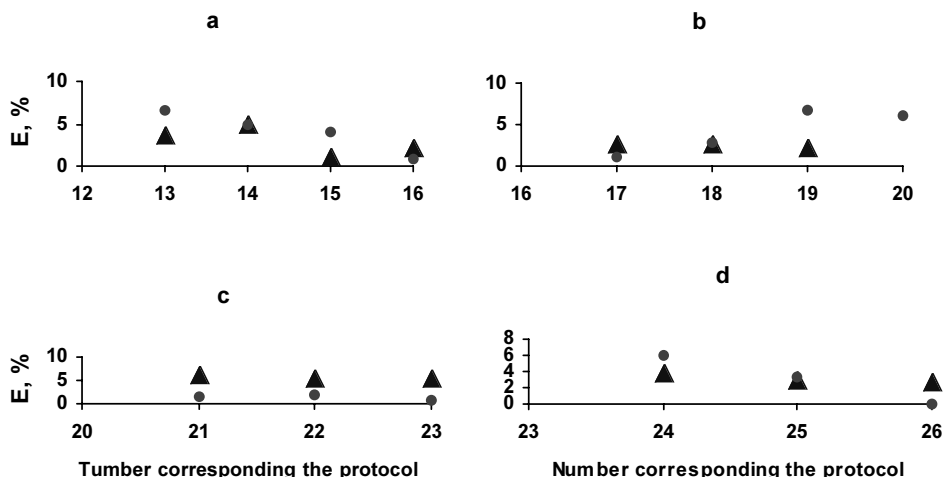 a
b
E, %
10
5
0
12 13 14 15 16
10
5
0
16 17 18 19 20
c
d
E, %
10
5
0
20 21 22 23
8
6
4
2
0
23 24 25 26
Tumber corresponding the protocol
Number corresponding the protocol